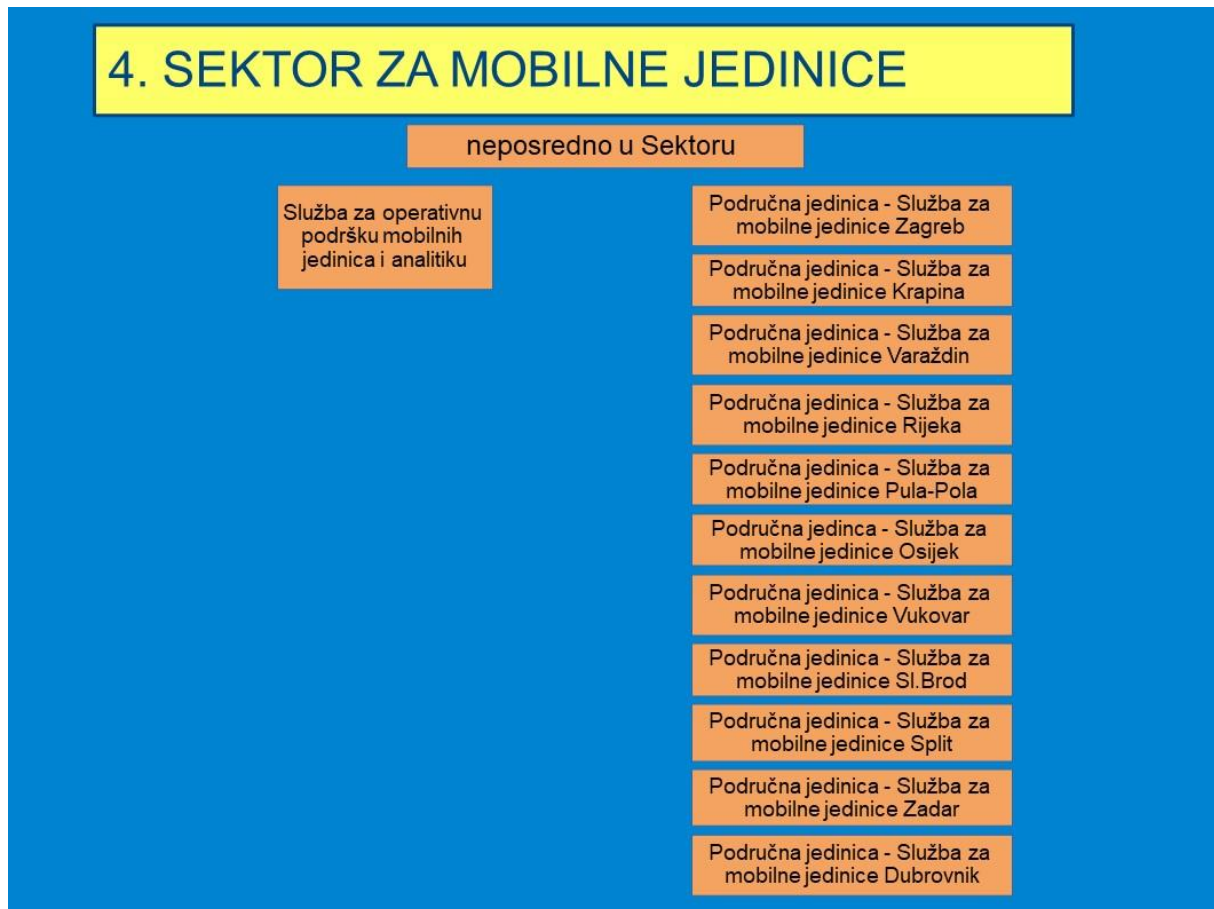 4. SEKTOR ZA MOBILNE JEDINICE
neposredno u Sektoru
Služba za operativnu
podršku mobilnih
jedinica i analitiku
Područna jedinica - Služba za
mobilne jedinice Zagreb
Područna jedinica - Služba za
mobilne jedinice Krapina
Područna jedinica - Služba za
mobilne jedinice Varaždin
Područna jedinica - Služba za
mobilne jedinice Rijeka
Područna jedinica - Služba za
mobilne jedinice Pula-Pola
Područna jedinca - Služba za
mobilne jedinice Osijek
Područna jedinica - Služba za
mobilne jedinice Vukovar
Područna jedinica - Služba za
mobilne jedinice Sl.Brod
Područna jedinica - Služba za
mobilne jedinice Split
Područna jedinica - Služba za
mobilne jedinice Zadar
Područna jedinica - Služba za
mobilne jedinice Dubrovnik